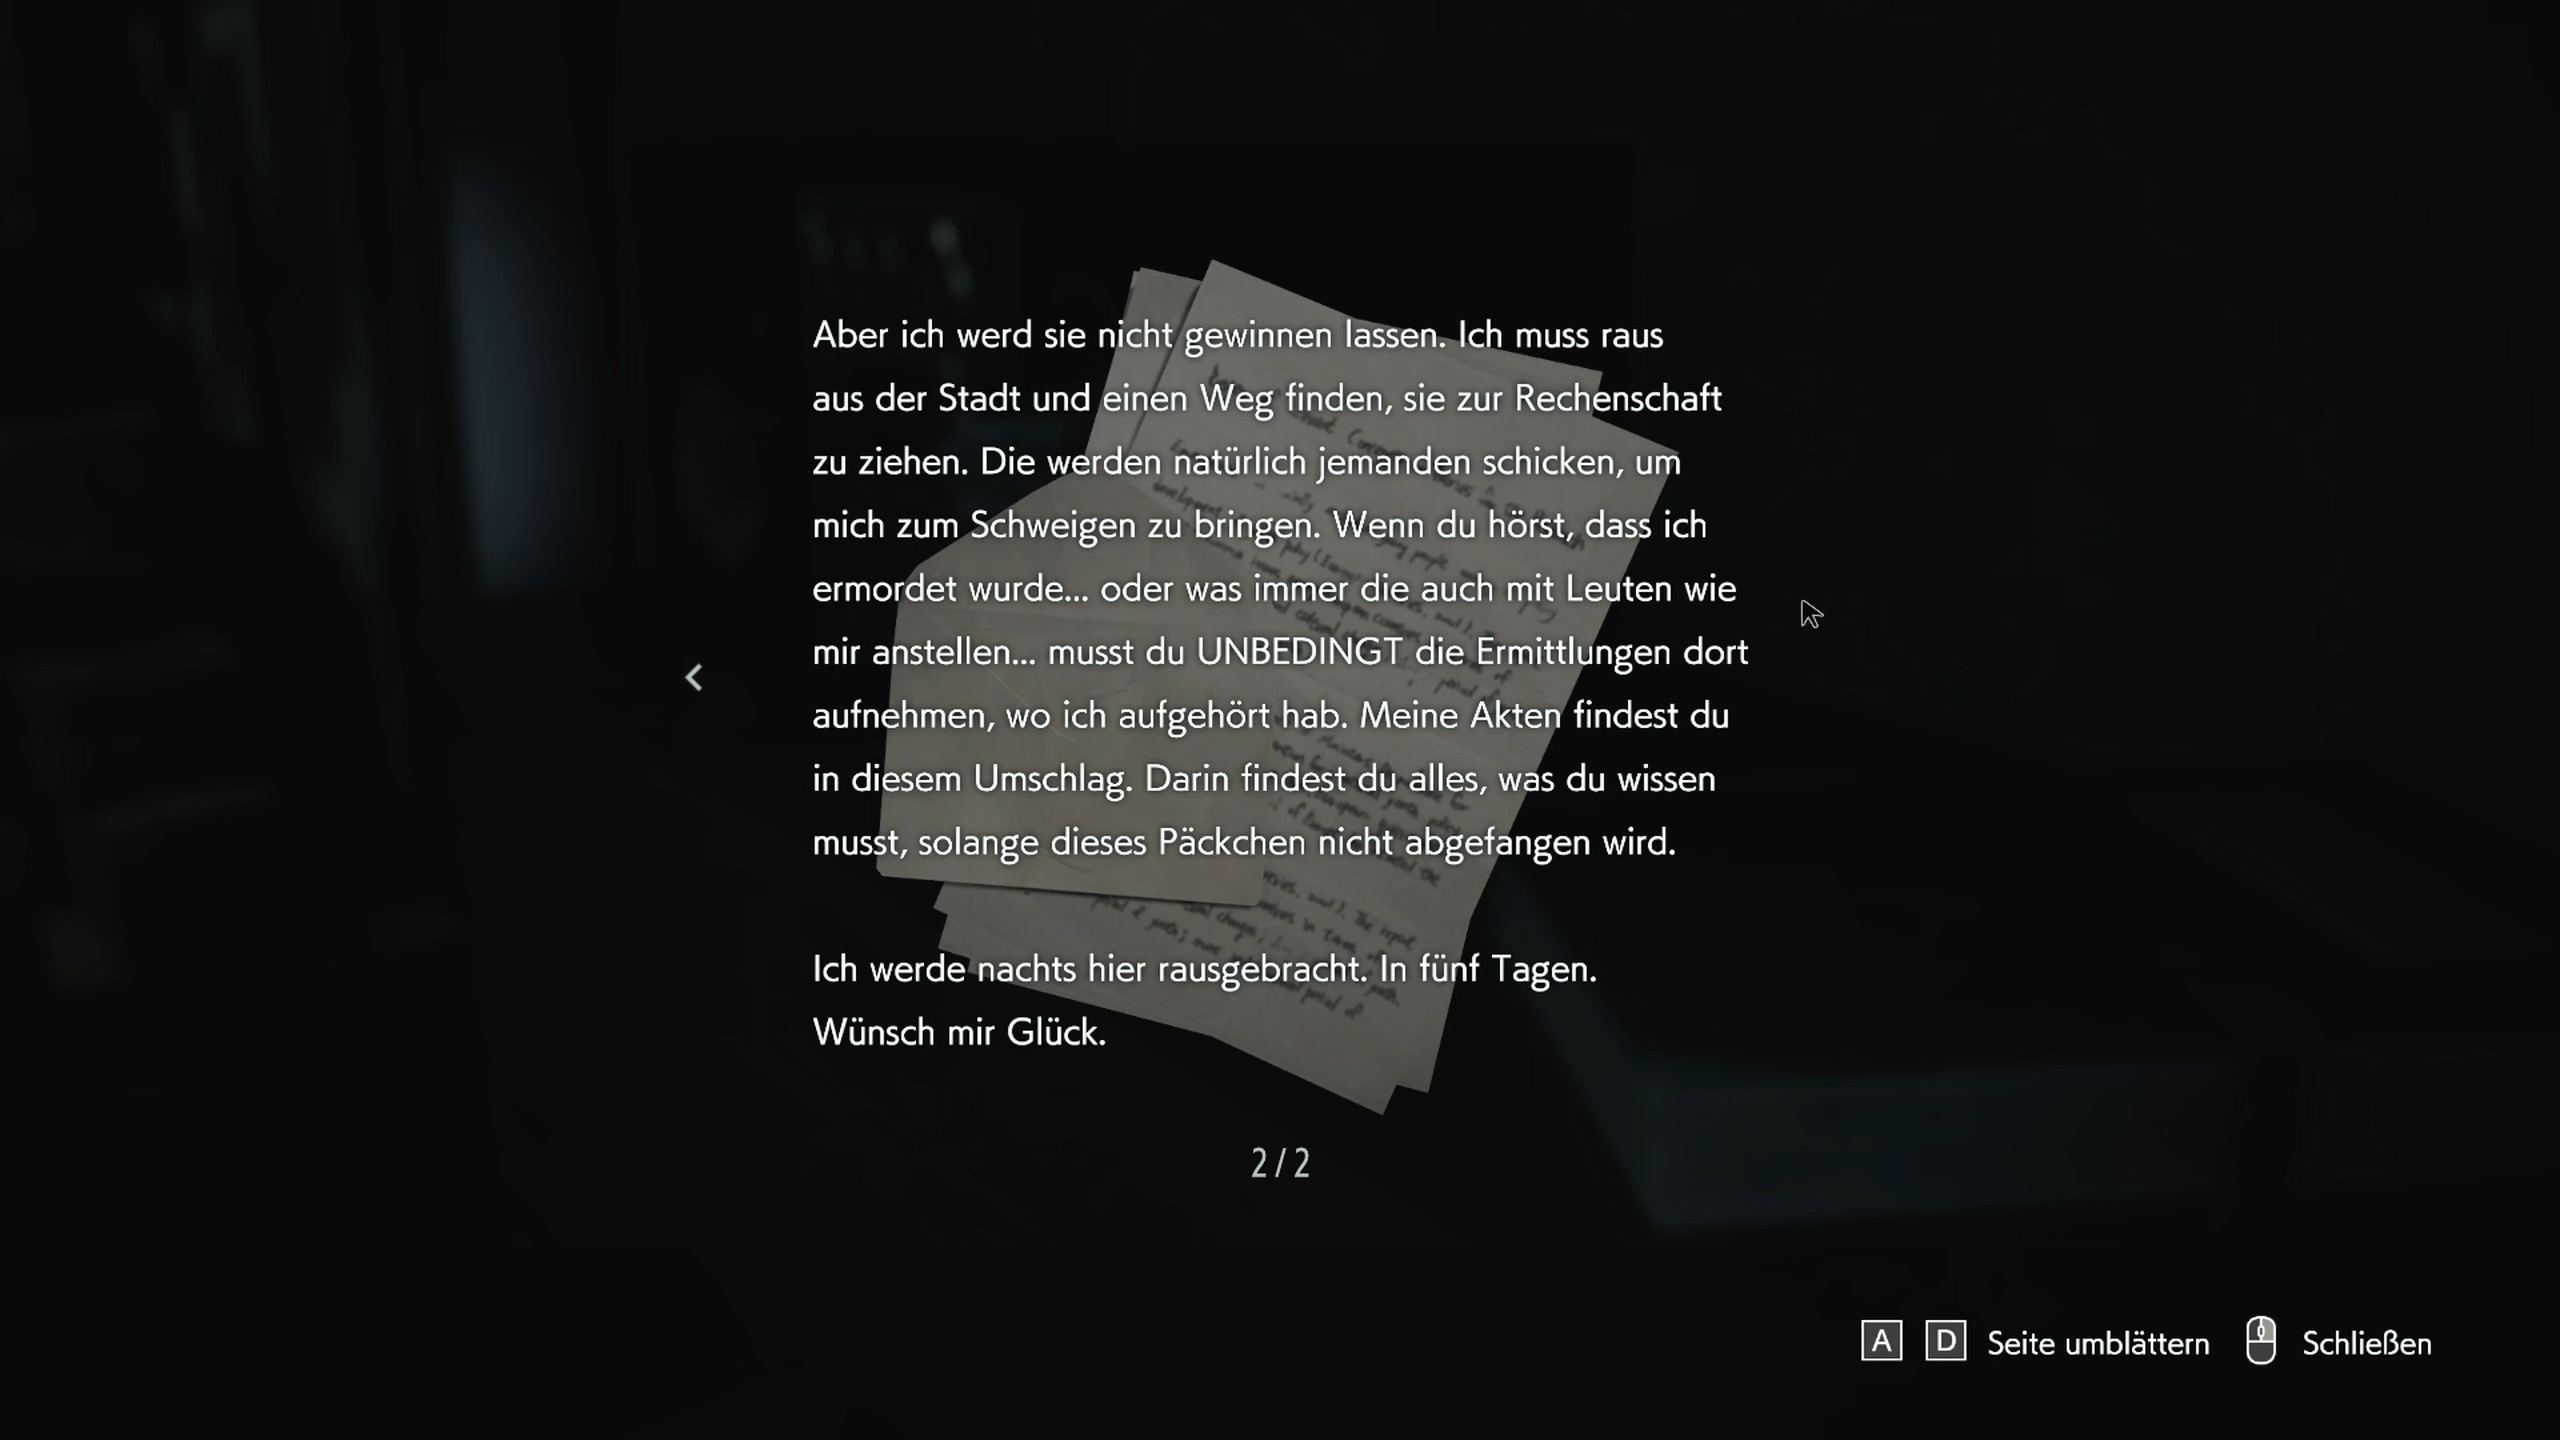 Aber ich werd sie nicht gewinnen lassen. Ich muss raus
aus der Stadt und einen Weg finden, sie zur Rechenschaft
zu ziehen. Die werden natürlich jemanden schicken, um
mich zum Schweigen zu bringen. Wenn du hörst, dass ich
ermordet wurde... oder was immer die auch mit Leuten wie
mir anstellen... musst du UNBEDINGT die Ermittlungen dort
aufnehmen, wo ich aufgehört hab. Meine Akten findest du
in diesem Umschlag. Darin findest du alles, was du wissen
musst, solange dieses Päckchen nicht abgefangen wird.
Ich werde nachts hier rausgebracht. In fünf Tagen.
Wünsch mir Glück.
2 / 2
A D Seite umblättern Schließen